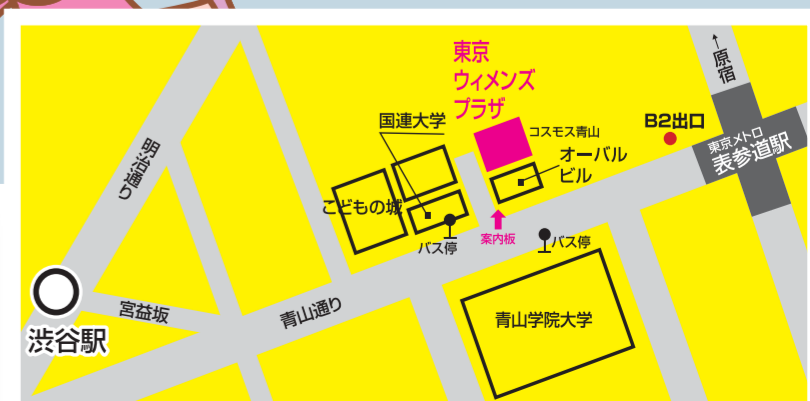 東京
ウィメンズ
プラザ
↑原宿
国連大学
コスモス青山
B2出口
東京メトロ
表参道駅
オーバル
ビル
明治通り
こどもの城
バス停
案内板
バス停
宮益坂
青山通り
青山学院大学
渋谷駅